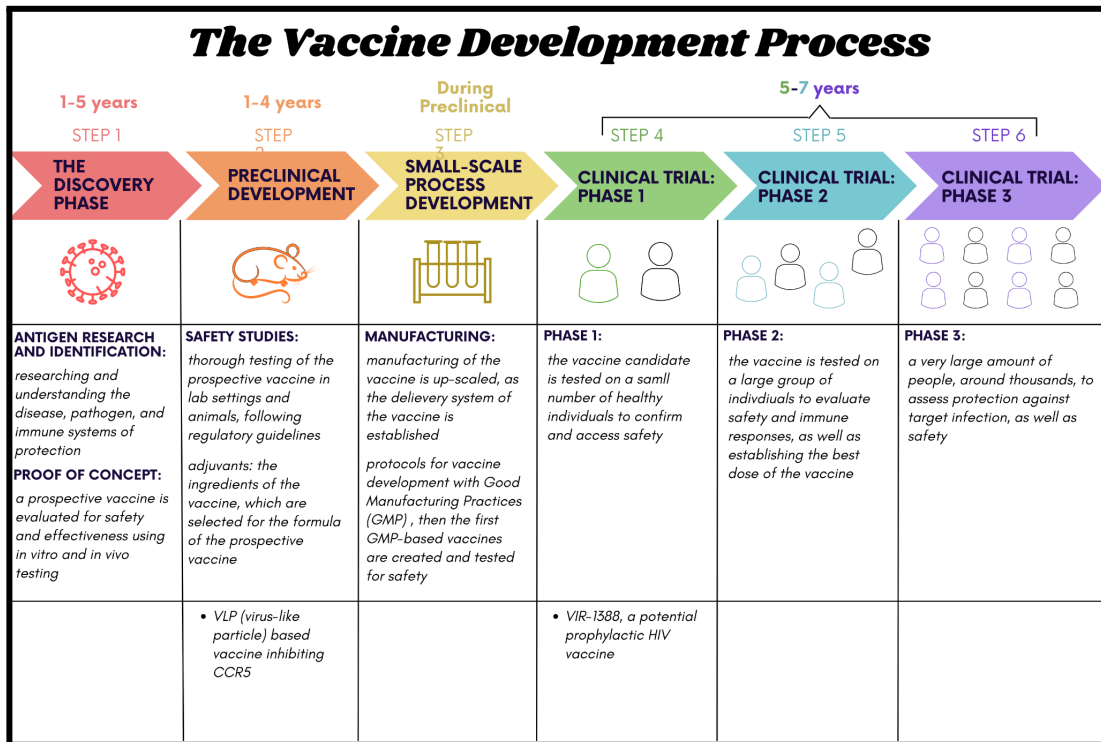 The Vaccine Development Process
1-5 years
1-4 years
During
Preclinical
5-7 years
STEP 1
STEP
2
STEP
3
STEP 4
STEP 5
STEP 6
THE
DISCOVERY
PHASE
PRECLINICAL
DEVELOPMENT
SMALL-SCALE
PROCESS
DEVELOPMENT
CLINICAL TRIAL:
PHASE 1
CLINICAL TRIAL:
PHASE 2
CLINICAL TRIAL:
PHASE 3
ANTIGEN RESEARCH
AND IDENTIFICATION:
researching and
understanding the
disease, pathogen, and
immune systems of
protection
PROOF OF CONCEPT:
a prospective vaccine is
evaluated for safety
and effectiveness using
in vitro and in vivo
testing
SAFETY STUDIES:
thorough testing of the
prospective vaccine in
lab settings and
animals, following
regulatory guidelines
adjuvants: the
ingredients of the
vaccine, which are
selected for the formula
of the prospective
vaccine
MANUFACTURING:
manufacturing of the
vaccine is up-scaled, as
the delievery system of
the vaccine is
established
protocols for vaccine
development with Good
Manufacturing Practices
(GMP) , then the first
GMP-based vaccines
are created and tested
for safety
PHASE 1:
the vaccine candidate
is tested on a samll
number of healthy
individuals to confirm
and access safety
PHASE 2:
the vaccine is tested on
a large group of
indivdiuals to evaluate
safety and immune
responses, as well as
establishing the best
dose of the vaccine
PHASE 3:
a very large amount of
people, around thousands, to
assess protection against
target infection, as well as
safety
• VLP (virus-like
particle) based
vaccine inhibiting
CCR5
• VIR-1388, a potential
prophylactic HIV
vaccine